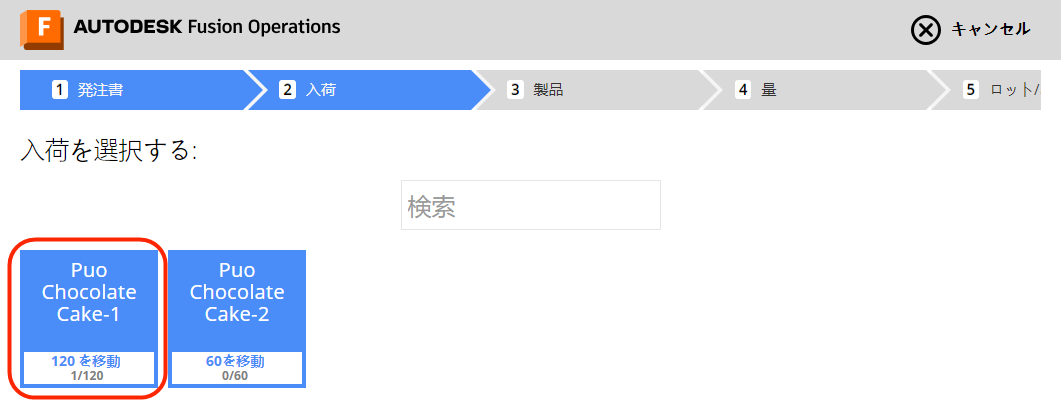 F AUTODESK Fusion Operations
キャンセル
1 発注書
2 入荷
3 製品
4 量
5 ロット/
入荷を選択する:
検索
Puo
Chocolate
Cake-1
120 を移動
1/120
Puo
Chocolate
Cake-2
60を移動
0/60